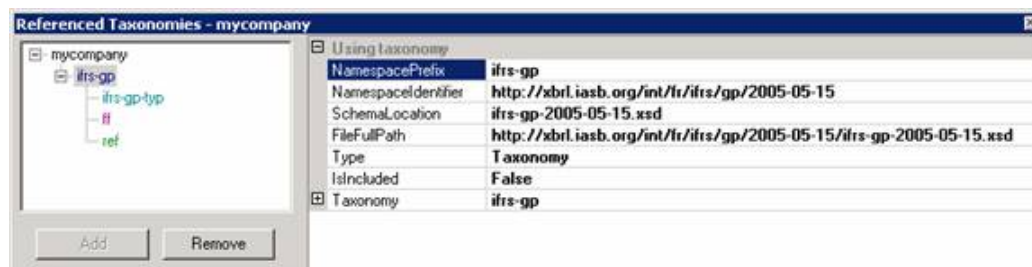 Referenced Taxonomies - mycompany
mycompany
ifrs-gp
ifrs-gp-typ
ff
ref
Add
Remove
Using taxonomy
NamespacePrefix ifrs-gp
NamespaceIdentifier http://xbrl.iasb.org/int/fr/ifrs/gp/2005-05-15
SchemaLocation ifrs-gp-2005-05-15.xsd
FileFullPath http://xbrl.iasb.org/int/fr/ifrs/gp/2005-05-15/ifrs-gp-2005-05-15.xsd
Type Taxonomy
IsIncluded False
Taxonomy ifrs-gp